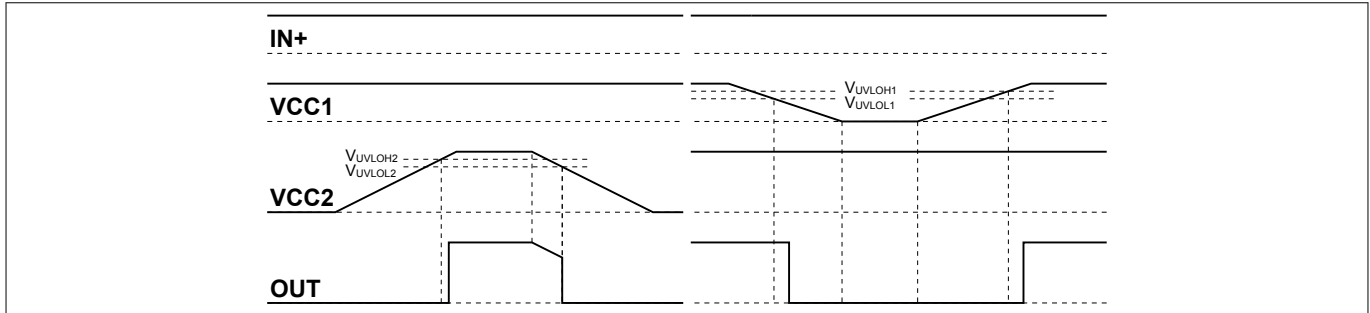 IN+
VCC1
VUVLOH1
VUVLOL1
VUVLOH2
VUVLOL2
VCC2
OUT